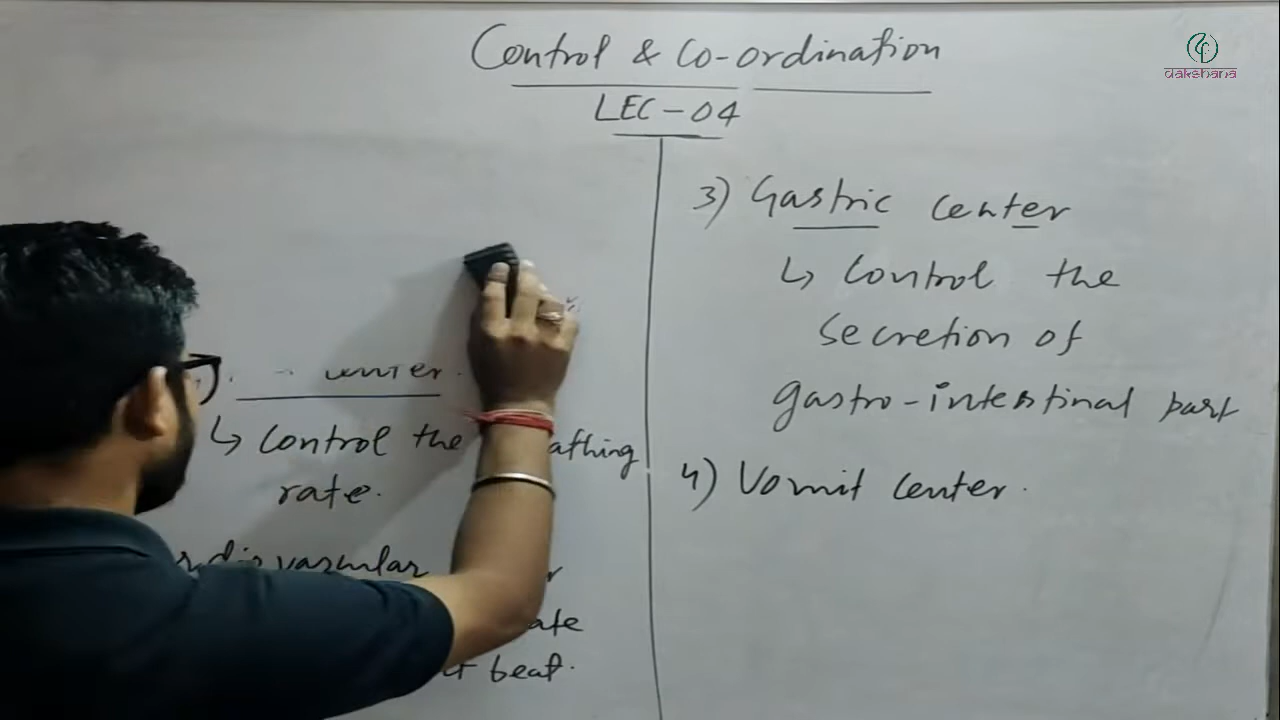 Control & Co-ordination
LEC-04
center.
↳ Control the
rate.
vascular
beat.
3) Gastric center
↳ Control the
secretion of
gastro-intestinal part
4) Vomit center.
dakshana